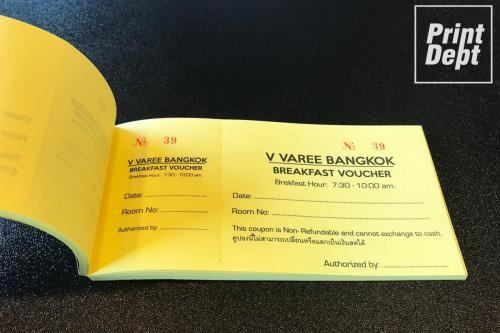 Print
Dept
№ 39
V VAREE BANGKOK
BREAKFAST VOUCHER
Brekfast Hour: 7:30 - 10:00 am.
Date:
Room No:
Authorized by:
№ 39
V VAREE BANGKOK
BREAKFAST VOUCHER
Brekfast Hour: 7:30 - 10:00 am.
Date:
Room No:
This coupon is Non- Refundable and cannot exchange to cash.
คูปองนี้ไม่สามารถเปลี่ยนหรือแลกเป็นเงินสดได้
Authorized by: